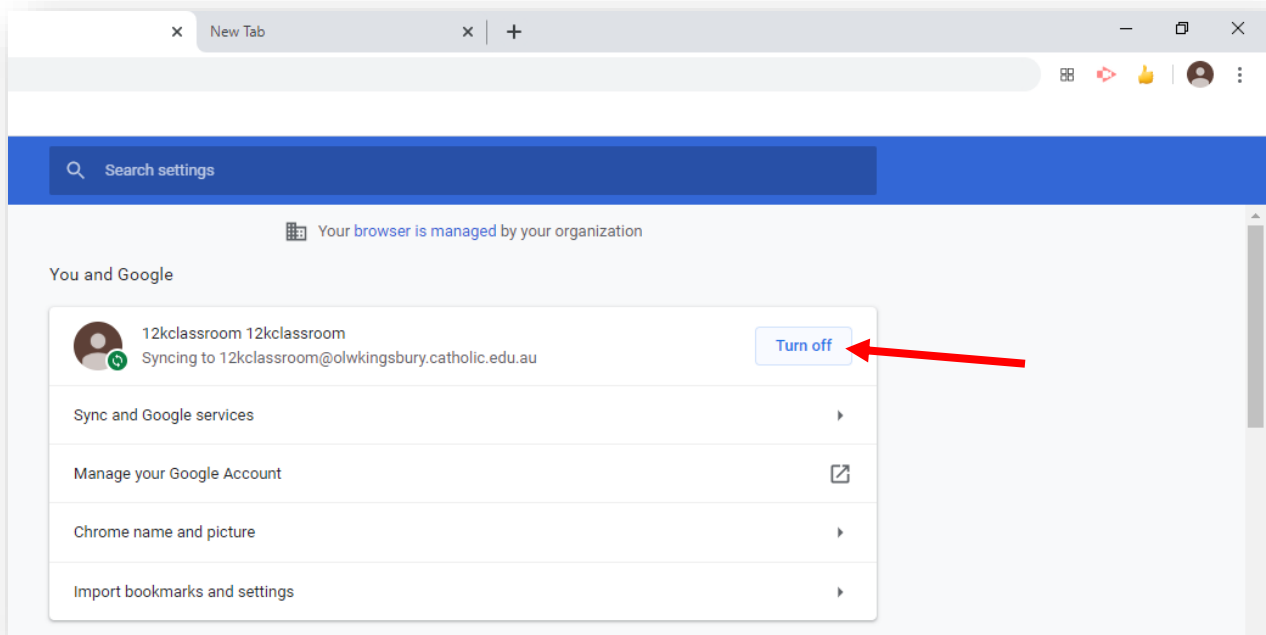 New Tab
Search settings
Your browser is managed by your organization
You and Google
12kclassroom 12kclassroom
Syncing to 12kclassroom@olwkingsbury.catholic.edu.au
Turn off
Sync and Google services
Manage your Google Account
Chrome name and picture
Import bookmarks and settings